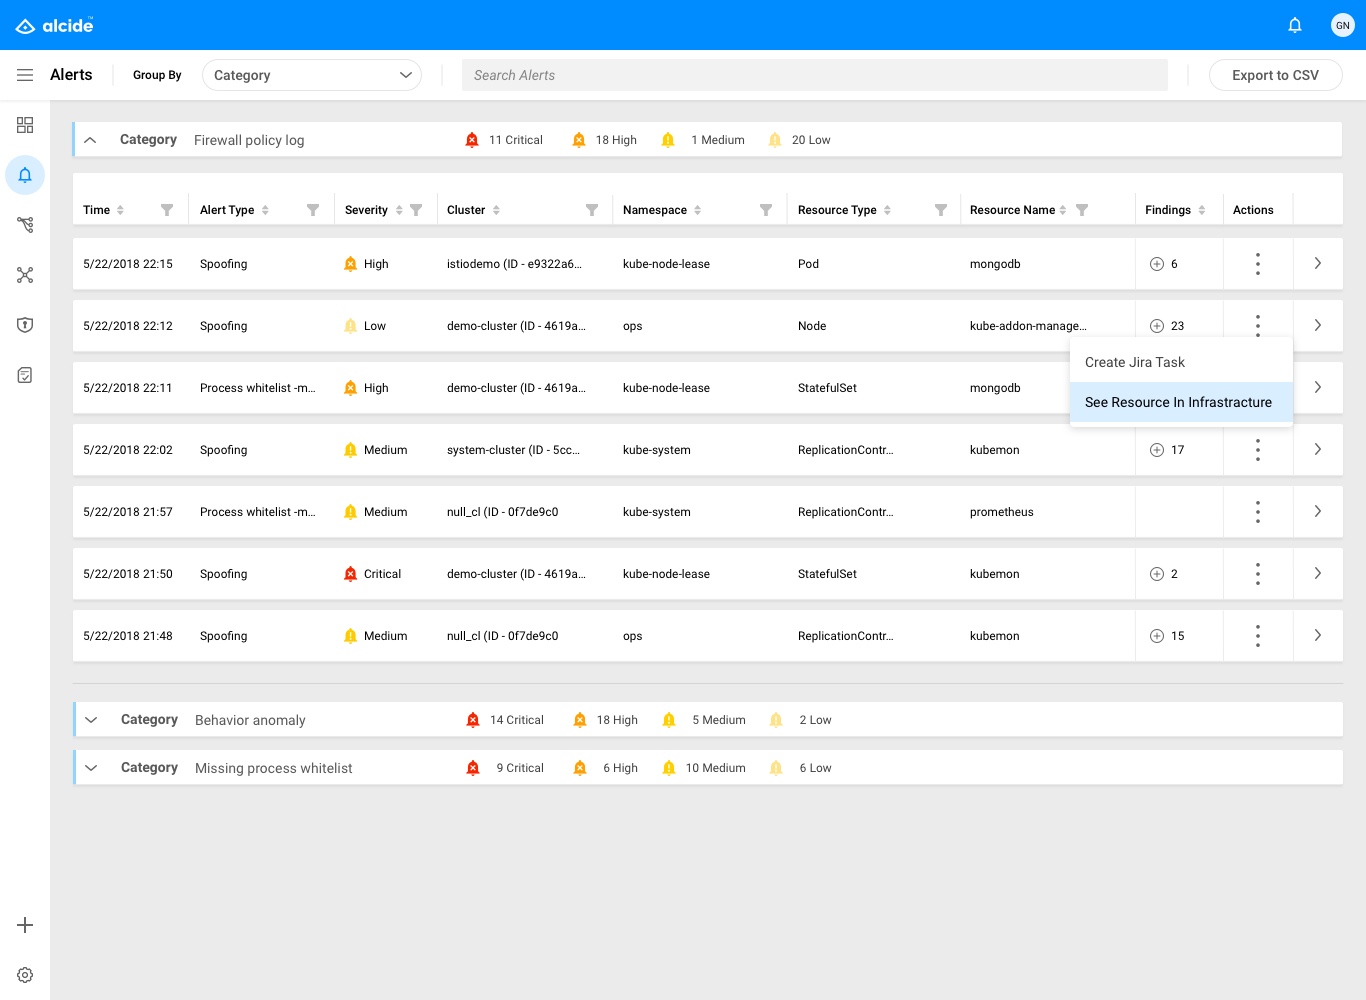 alcide™
GN
Alerts
Group By
Category
Search Alerts
Export to CSV
Category Firewall policy log 11 Critical 18 High 1 Medium 20 Low
Time Alert Type Severity Cluster Namespace Resource Type Resource Name Findings Actions
5/22/2018 22:15 Spoofing High istiodemo (ID - e9322a6... kube-node-lease Pod mongodb 6
5/22/2018 22:12 Spoofing Low demo-cluster (ID - 4619a... ops Node kube-addon-manage... 23
Create Jira Task
5/22/2018 22:11 Process whitelist -m... High demo-cluster (ID - 4619a... kube-node-lease StatefulSet mongodb
See Resource In Infrastracture
5/22/2018 22:02 Spoofing Medium system-cluster (ID - 5cc... kube-system ReplicationContr... kubemon 17
5/22/2018 21:57 Process whitelist -m... Medium null_cl (ID - 0f7de9c0 kube-system ReplicationContr... prometheus
5/22/2018 21:50 Spoofing Critical demo-cluster (ID - 4619a... kube-node-lease StatefulSet kubemon 2
5/22/2018 21:48 Spoofing Medium null_cl (ID - 0f7de9c0 ops ReplicationContr... kubemon 15
Category Behavior anomaly 14 Critical 18 High 5 Medium 2 Low
Category Missing process whitelist 9 Critical 6 High 10 Medium 6 Low